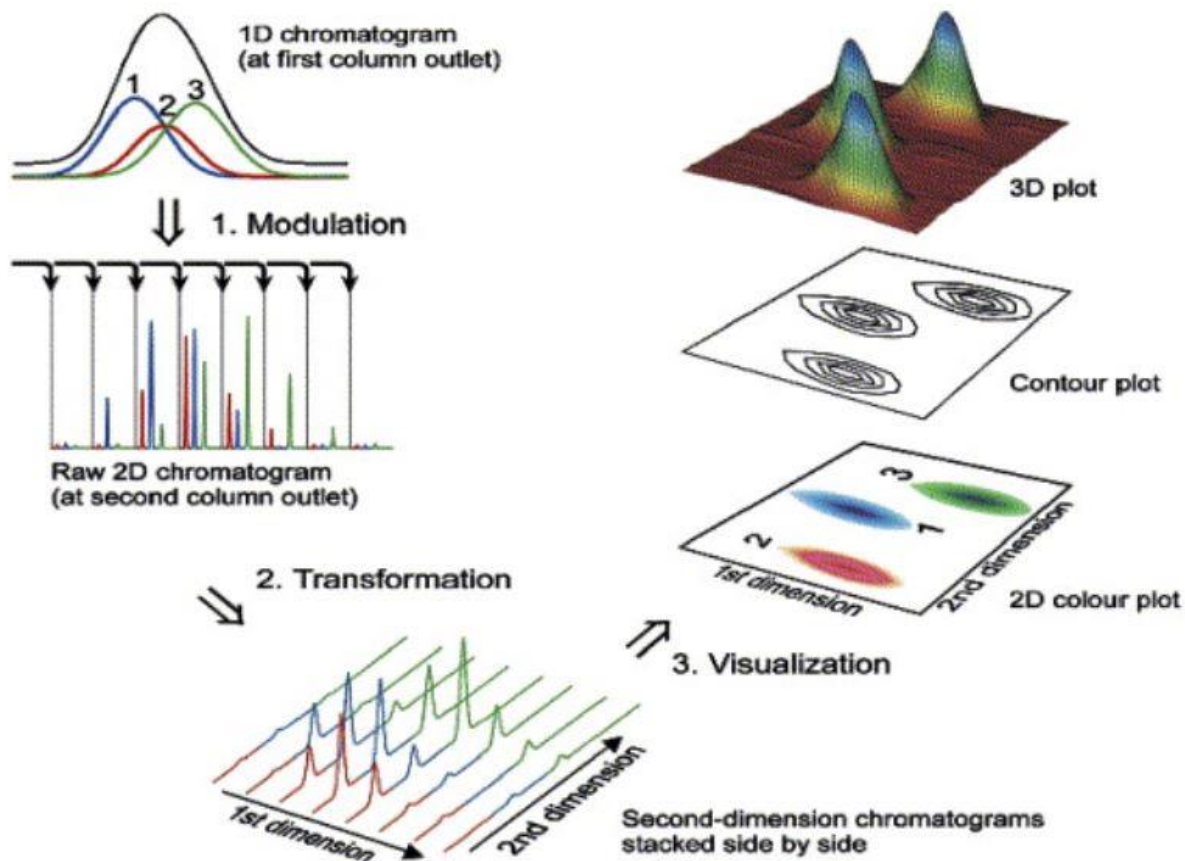 1D chromatogram
(at first column outlet)
1
2
3
1. Modulation
Raw 2D chromatogram
(at second column outlet)
2. Transformation
1st dimension
2nd dimension
Second-dimension chromatograms
stacked side by side
3. Visualization
3D plot
Contour plot
3
1
2
1st dimension
2nd dimension
2D colour plot